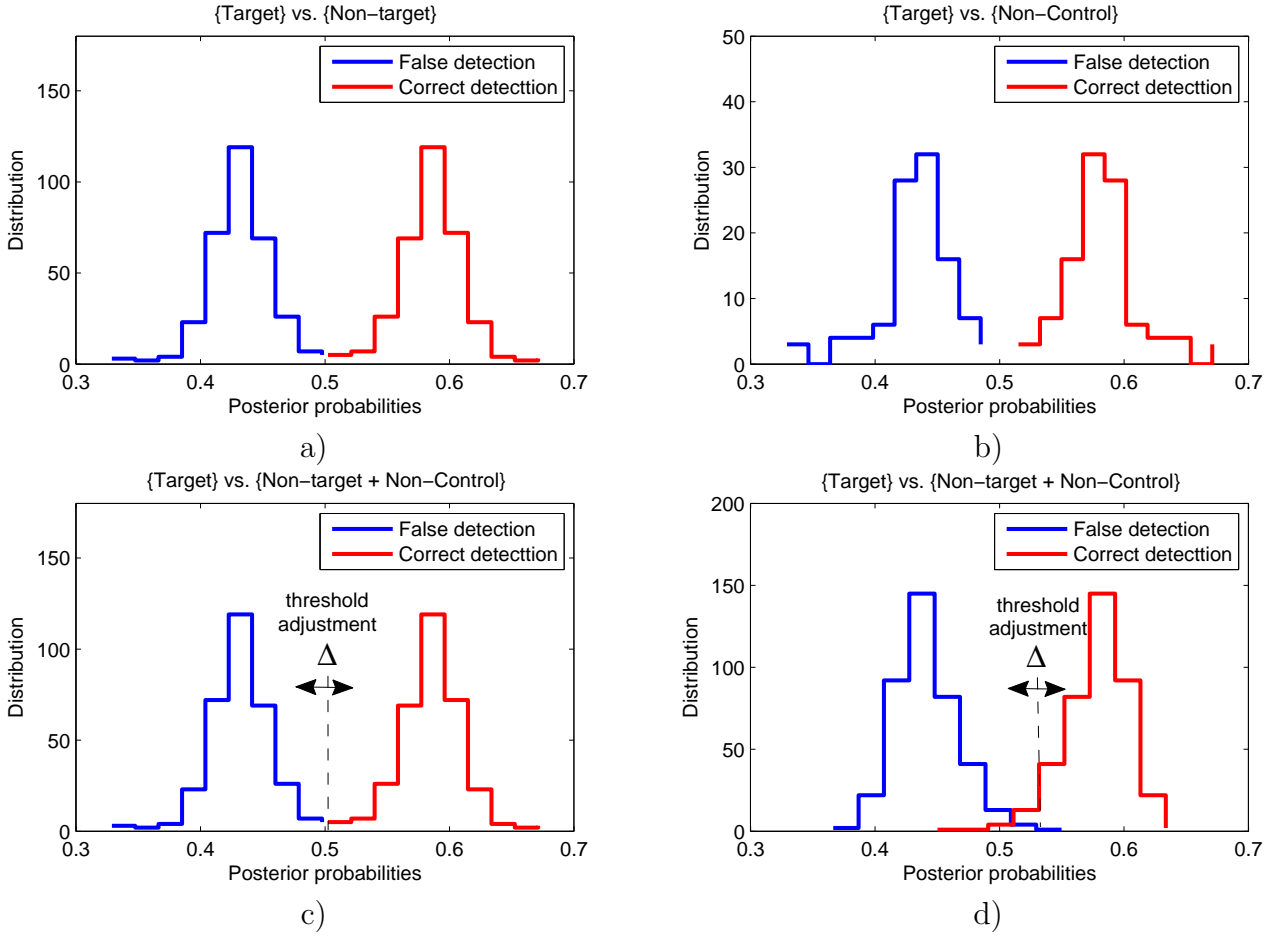 {Target} vs. {Non−target}
False detection
Correct detecttion
150
100
50
0
Distribution
0.3 0.4 0.5 0.6 0.7
Posterior probabilities
a)
{Target} vs. {Non−Control}
False detection
Correct detecttion
50
40
30
20
10
0
Distribution
0.3 0.4 0.5 0.6 0.7
Posterior probabilities
b)
{Target} vs. {Non−target + Non−Control}
False detection
Correct detecttion
threshold
adjustment
Δ
150
100
50
0
Distribution
0.3 0.4 0.5 0.6 0.7
Posterior probabilities
c)
{Target} vs. {Non−target + Non−Control}
False detection
Correct detecttion
threshold
adjustment
Δ
200
150
100
50
0
Distribution
0.3 0.4 0.5 0.6 0.7
Posterior probabilities
d)